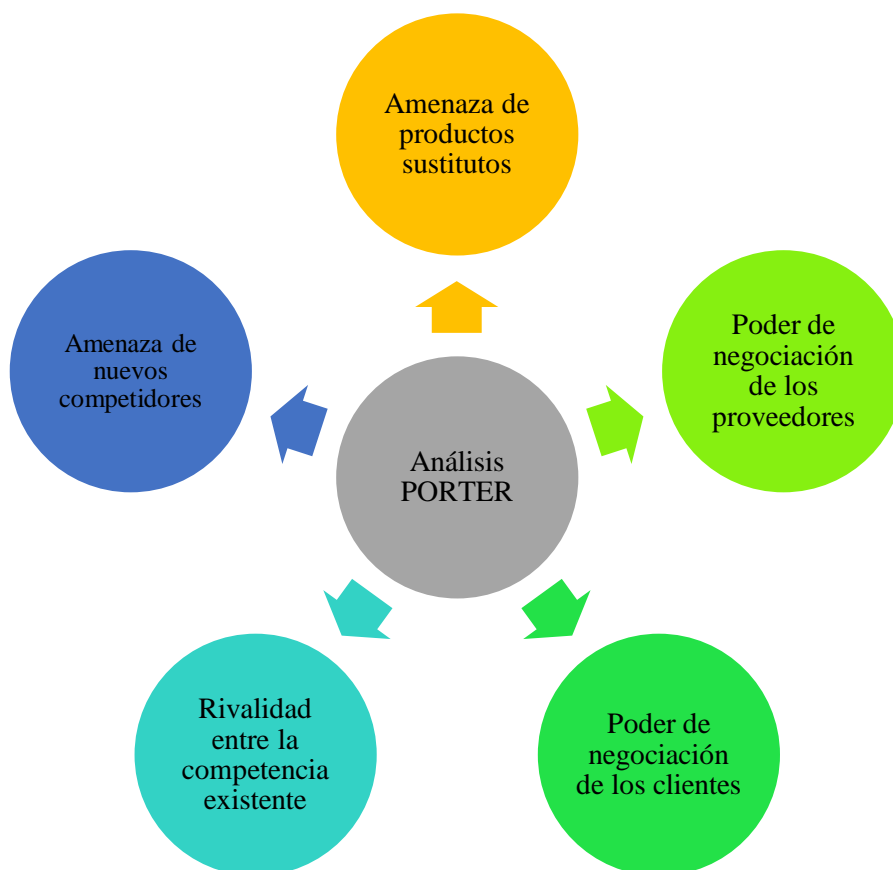 Amenaza de
productos
sustitutos
Poder de
negociación
de los
proveedores
Poder de
negociación
de los clientes
Rivalidad
entre la
competencia
existente
Amenaza de
nuevos
competidores
Análisis
PORTER